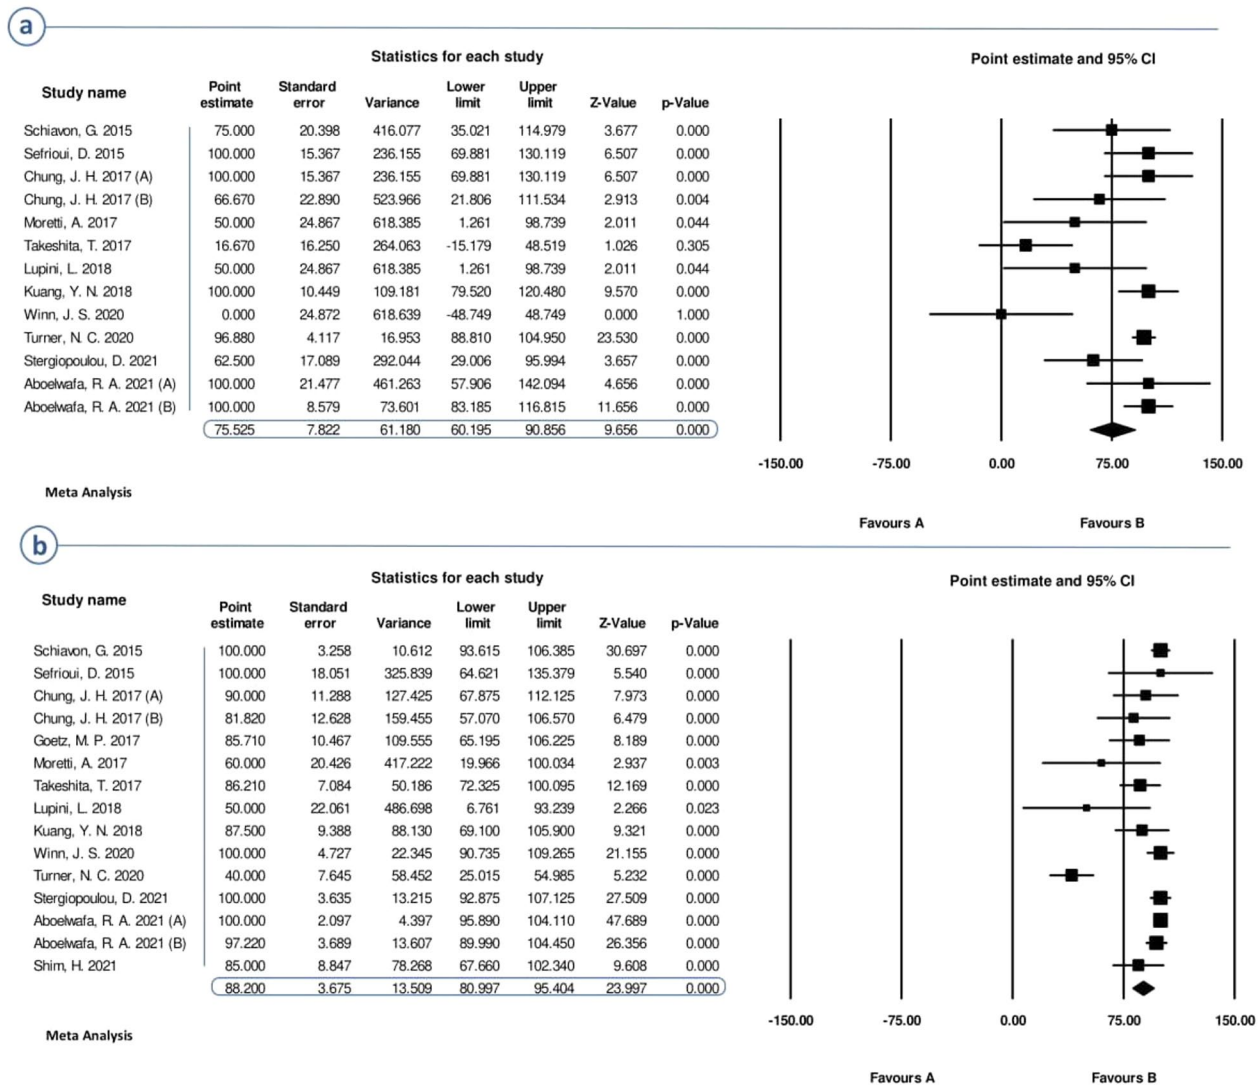 a
Statistics for each study
Point estimate and 95% CI
Study name
Point estimate
Standard error
Variance
Lower limit
Upper limit
Z-Value
p-Value
Schiavon, G. 2015 75.000 20.398 416.077 35.021 114.979 3.677 0.000
Sefrioui, D. 2015 100.000 15.367 236.155 69.881 130.119 6.507 0.000
Chung, J. H. 2017 (A) 100.000 15.367 236.155 69.881 130.119 6.507 0.000
Chung, J. H. 2017 (B) 66.670 22.890 523.966 21.806 111.534 2.913 0.004
Moretti, A. 2017 50.000 24.867 618.385 1.261 98.739 2.011 0.044
Takeshita, T. 2017 16.670 16.250 264.063 -15.179 48.519 1.026 0.305
Lupini, L. 2018 50.000 24.867 618.385 1.261 98.739 2.011 0.044
Kuang, Y. N. 2018 100.000 10.449 109.181 79.520 120.480 9.570 0.000
Winn, J. S. 2020 0.000 24.872 618.639 -48.749 48.749 0.000 1.000
Turner, N. C. 2020 96.880 4.117 16.953 88.810 104.950 23.530 0.000
Stergiopoulou, D. 2021 62.500 17.089 292.044 29.006 95.994 3.657 0.000
Aboelwafa, R. A. 2021 (A) 100.000 21.477 461.263 57.906 142.094 4.656 0.000
Aboelwafa, R. A. 2021 (B) 100.000 8.579 73.601 83.185 116.815 11.656 0.000
75.525 7.822 61.180 60.195 90.856 9.656 0.000
-150.00 -75.00 0.00 75.00 150.00
Meta Analysis
Favours A Favours B
b
Statistics for each study
Point estimate and 95% CI
Study name
Point estimate
Standard error
Variance
Lower limit
Upper limit
Z-Value
p-Value
Schiavon, G. 2015 100.000 3.258 10.612 93.615 106.385 30.697 0.000
Sefrioui, D. 2015 100.000 18.051 325.839 64.621 135.379 5.540 0.000
Chung, J. H. 2017 (A) 90.000 11.288 127.425 67.875 112.125 7.973 0.000
Chung, J. H. 2017 (B) 81.820 12.628 159.455 57.070 106.570 6.479 0.000
Goetz, M. P. 2017 85.710 10.467 109.555 65.195 106.225 8.189 0.000
Moretti, A. 2017 60.000 20.426 417.222 19.966 100.034 2.937 0.003
Takeshita, T. 2017 86.210 7.084 50.186 72.325 100.095 12.169 0.000
Lupini, L. 2018 50.000 22.061 486.698 6.761 93.239 2.266 0.023
Kuang, Y. N. 2018 87.500 9.388 88.130 69.100 105.900 9.321 0.000
Winn, J. S. 2020 100.000 4.727 22.345 90.735 109.265 21.155 0.000
Turner, N. C. 2020 40.000 7.645 58.452 25.015 54.985 5.232 0.000
Stergiopoulou, D. 2021 100.000 3.635 13.215 92.875 107.125 27.509 0.000
Aboelwafa, R. A. 2021 (A) 100.000 2.097 4.397 95.890 104.110 47.689 0.000
Aboelwafa, R. A. 2021 (B) 97.220 3.689 13.607 89.990 104.450 26.356 0.000
Shim, H. 2021 85.000 8.847 78.268 67.660 102.340 9.608 0.000
88.200 3.675 13.509 80.997 95.404 23.997 0.000
-150.00 -75.00 0.00 75.00 150.00
Meta Analysis
Favours A Favours B